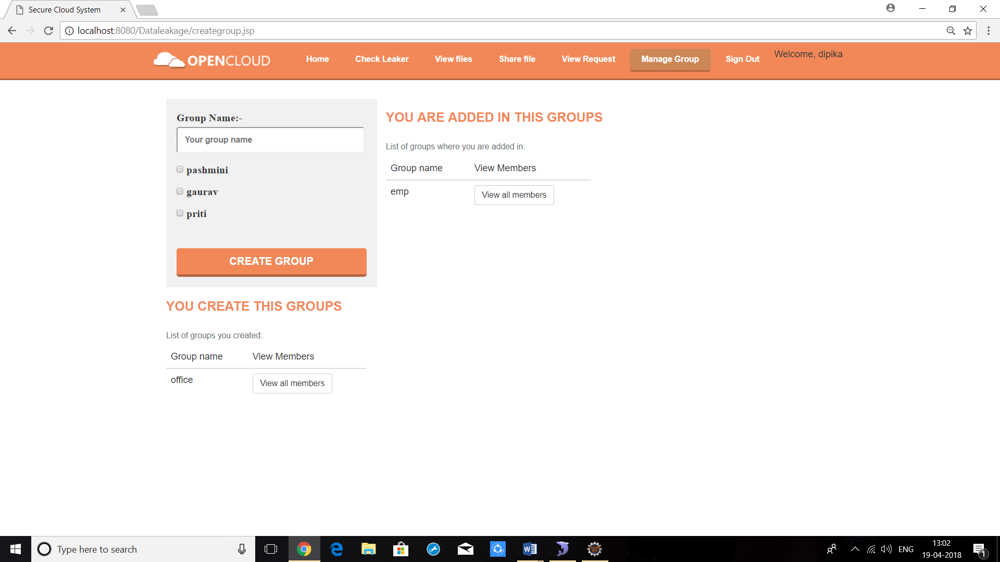 Secure Cloud System
localhost:8080/Dataleakage/creategroup.jsp
OPENCLOUD
Home
Check Leaker
View files
Share file
View Request
Manage Group
Sign Out
Welcome, dipika
Group Name:-
Your group name
pashmini
gaurav
priti
CREATE GROUP
YOU ARE ADDED IN THIS GROUPS
List of groups where you are added in:
Group name View Members
emp View all members
YOU CREATE THIS GROUPS
List of groups you created:
Group name View Members
office View all members
Type here to search
ENG
13:02
19-04-2018
1